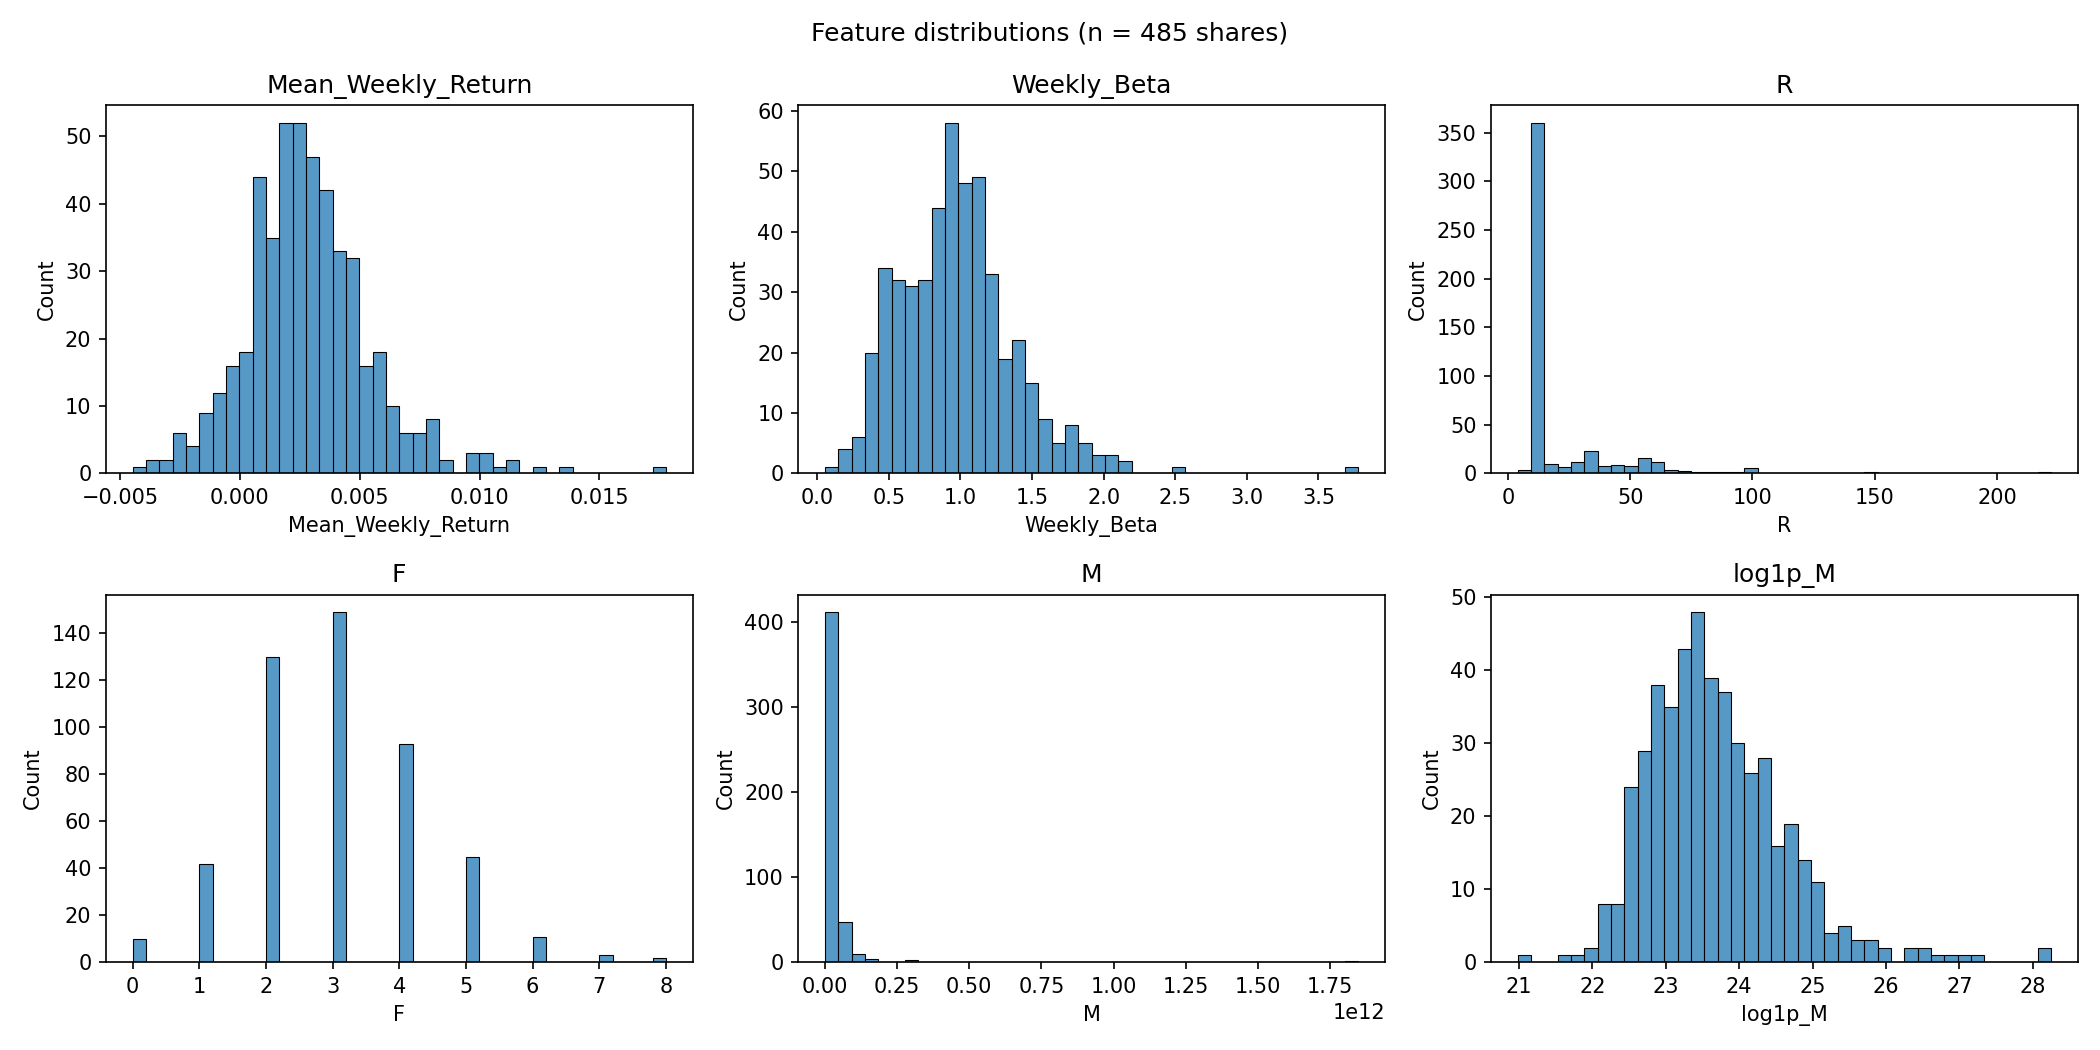 Feature distributions (n = 485 shares)
Mean_Weekly_Return
Count
50
40
30
20
10
0
−0.005 0.000 0.005 0.010 0.015
Mean_Weekly_Return
Weekly_Beta
Count
60
50
40
30
20
10
0
0.0 0.5 1.0 1.5 2.0 2.5 3.0 3.5
Weekly_Beta
R
Count
350
300
250
200
150
100
50
0
0 50 100 150 200
R
F
Count
140
120
100
80
60
40
20
0
0 1 2 3 4 5 6 7 8
F
M
Count
400
300
200
100
0
0.00 0.25 0.50 0.75 1.00 1.25 1.50 1.75
1e12
M
log1p_M
Count
50
40
30
20
10
0
21 22 23 24 25 26 27 28
log1p_M